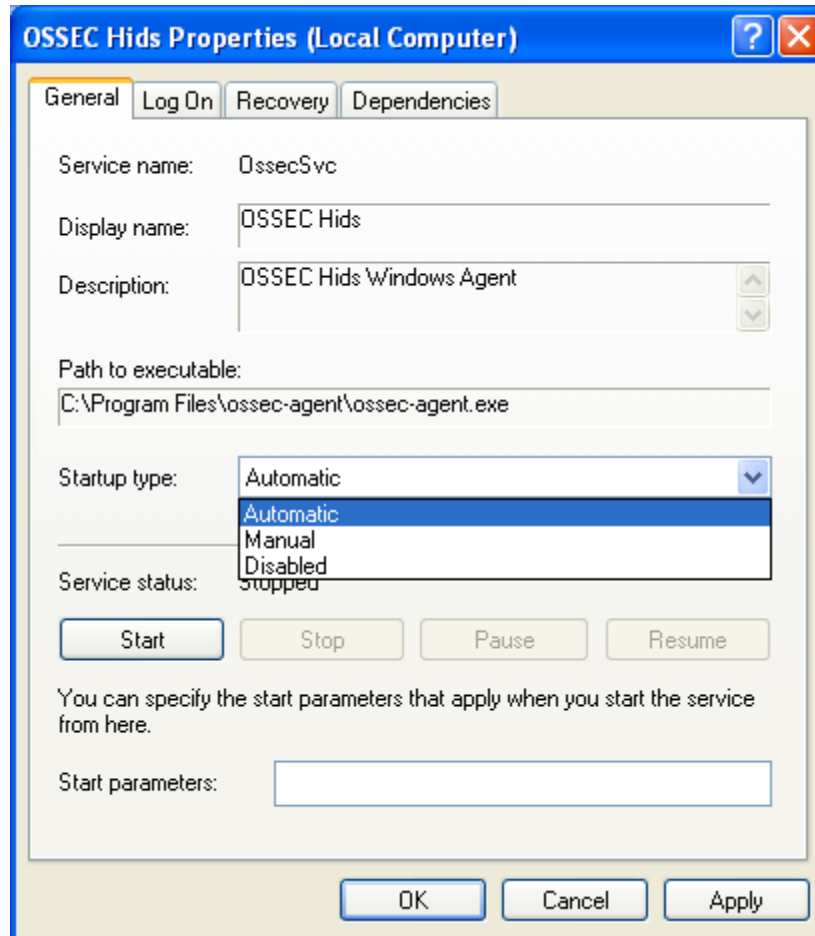 OSSEC Hids Properties (Local Computer)
General Log On Recovery Dependencies
Service name: OssecSvc
Display name: OSSEC Hids
Description: OSSEC Hids Windows Agent
Path to executable:
C:\Program Files\ossec-agent\ossec-agent.exe
Startup type: Automatic
Automatic
Manual
Disabled
Service status: Stopped
Start Stop Pause Resume
You can specify the start parameters that apply when you start the service
from here.
Start parameters:
OK Cancel Apply